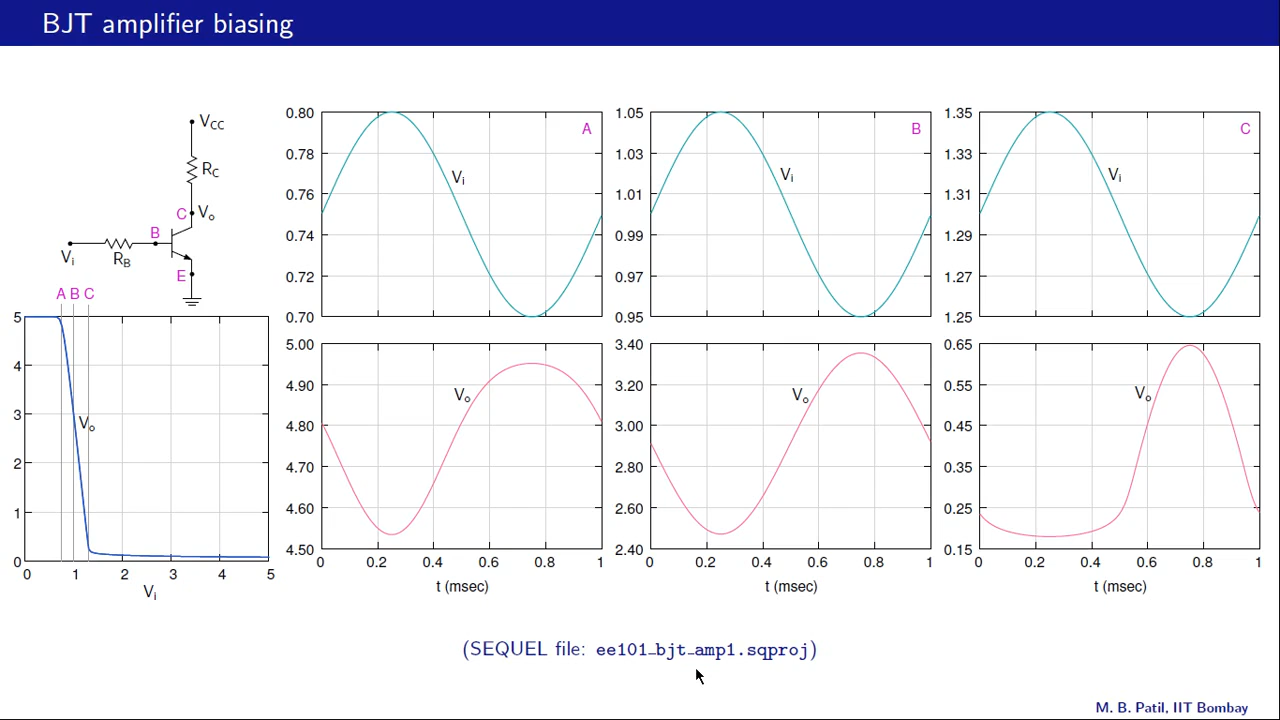 BJT amplifier biasing
VCC
RC
C Vo
B
Vi RB
E
A B C
5
4
3
2
1
0
0 1 2 3 4 5
Vo
Vi
0.80
0.78
0.76
0.74
0.72
0.70
Vi
A
5.00
4.90
4.80
4.70
4.60
4.50
Vo
0 0.2 0.4 0.6 0.8 1
t (msec)
1.05
1.03
1.01
0.99
0.97
0.95
Vi
B
3.40
3.20
3.00
2.80
2.60
2.40
Vo
0 0.2 0.4 0.6 0.8 1
t (msec)
1.35
1.33
1.31
1.29
1.27
1.25
Vi
C
0.65
0.55
0.45
0.35
0.25
0.15
Vo
0 0.2 0.4 0.6 0.8 1
t (msec)
(SEQUEL file: ee101_bjt_amp1.sqproj)
M. B. Patil, IIT Bombay